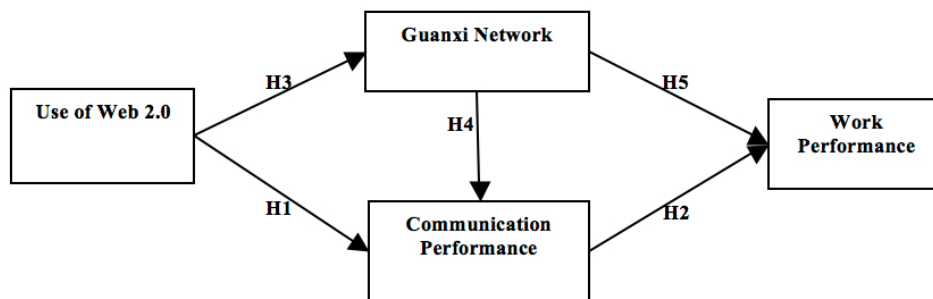 Guanxi Network
H3
H5
Use of Web 2.0
H4
Work
Performance
H1
H2
Communication
Performance